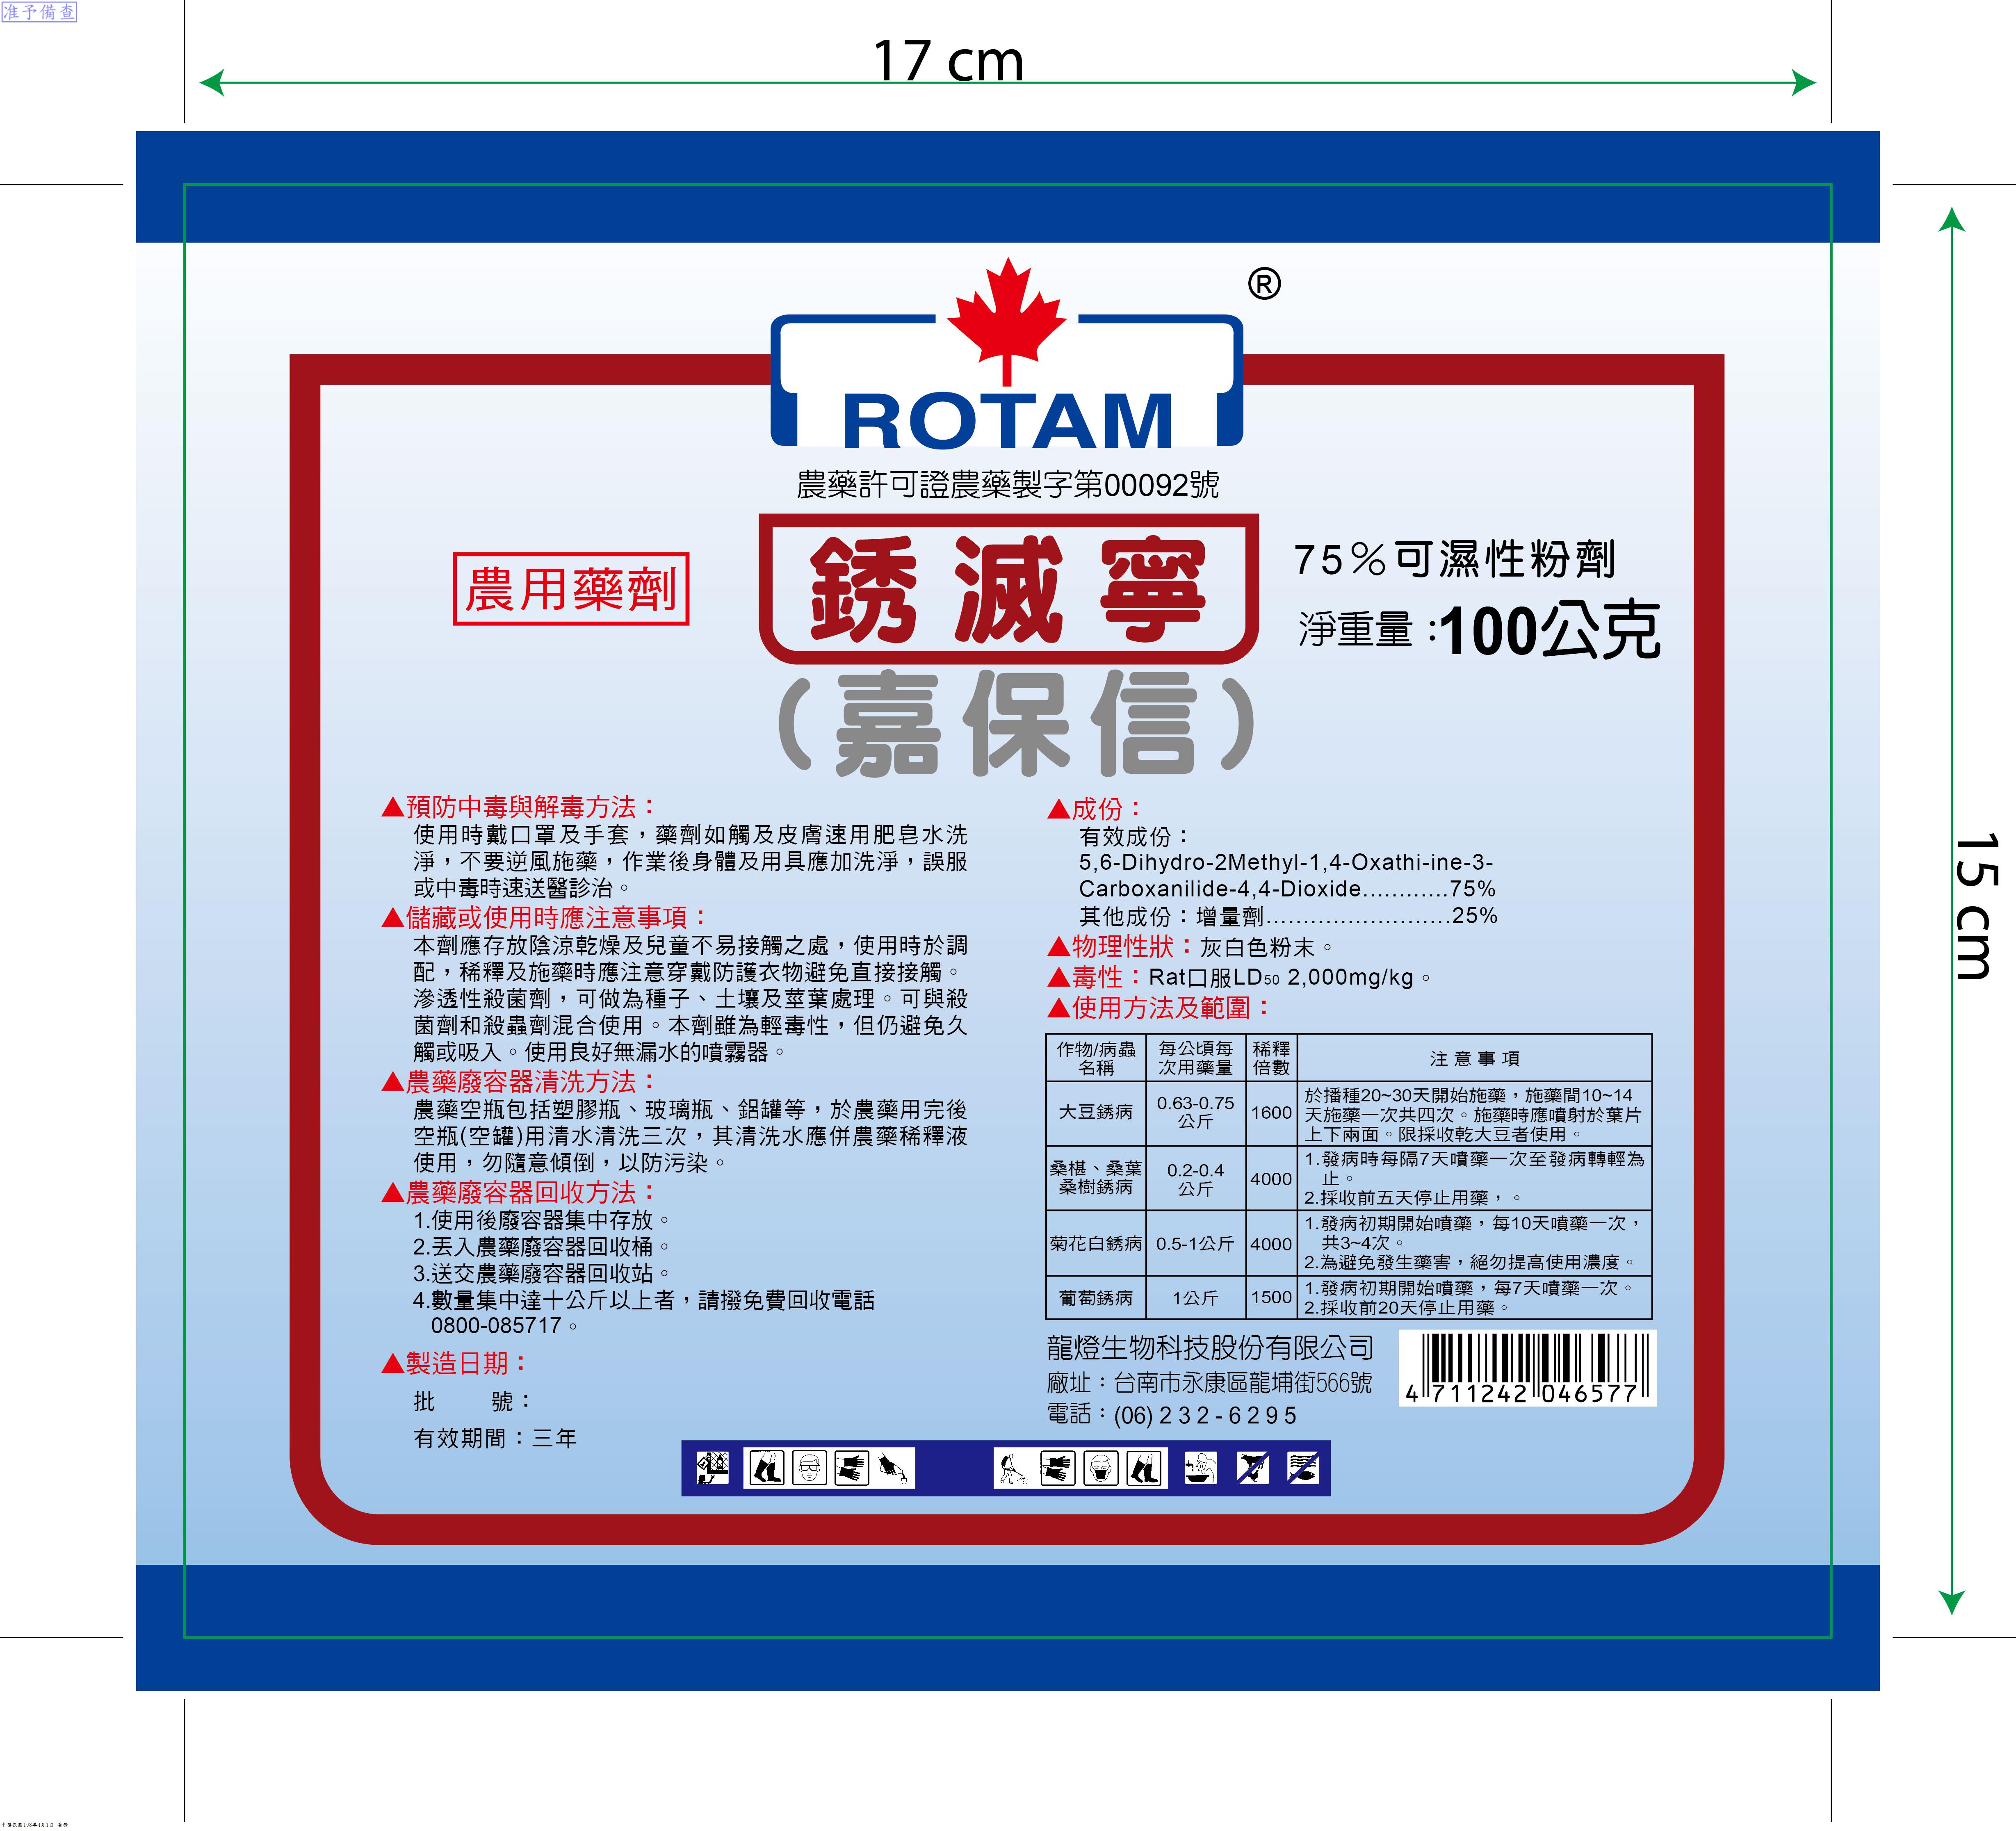 准予備查
17 cm
15 cm
®
ROTAM
農藥許可證農藥製字第00092號
農用藥劑
銹滅寧
(嘉保信)
75%可濕性粉劑
淨重量:100公克
▲預防中毒與解毒方法：
使用時戴口罩及手套，藥劑如觸及皮膚速用肥皂水洗
淨，不要逆風施藥，作業後身體及用具應加洗淨，誤服
或中毒時速送醫診治。
▲儲藏或使用時應注意事項：
本劑應存放陰涼乾燥及兒童不易接觸之處，使用時於調
配，稀釋及施藥時應注意穿戴防護衣物避免直接接觸。
滲透性殺菌劑，可做為種子、土壤及莖葉處理。可與殺
菌劑和殺蟲劑混合使用。本劑雖為輕毒性，但仍避免久
觸或吸入。使用良好無漏水的噴霧器。
▲農藥廢容器清洗方法：
農藥空瓶包括塑膠瓶、玻璃瓶、鋁罐等，於農藥用完後
空瓶(空罐)用清水清洗三次，其清洗水應併農藥稀釋液
使用，勿隨意傾倒，以防污染。
▲農藥廢容器回收方法：
1.使用後廢容器集中存放。
2.丟入農藥廢容器回收桶。
3.送交農藥廢容器回收站。
4.數量集中達十公斤以上者，請撥免費回收電話
0800-085717。
▲製造日期：
批 號：
有效期間：三年
▲成份：
有效成份：
5,6-Dihydro-2Methyl-1,4-Oxathi-ine-3-
Carboxanilide-4,4-Dioxide............75%
其他成份：增量劑.........................25%
▲物理性狀：灰白色粉末。
▲毒性：Rat口服LD50 2,000mg/kg。
▲使用方法及範圍：
作物/病蟲
名稱
每公頃每
次用藥量
稀釋
倍數
注意事項
大豆銹病
0.63-0.75
公斤
1600
於播種20~30天開始施藥，施藥間10~14
天施藥一次共四次。施藥時應噴射於葉片
上下兩面。限採收乾大豆者使用。
桑椹、桑葉
桑樹銹病
0.2-0.4
公斤
4000
1.發病時每隔7天噴藥一次至發病轉輕為
止。
2.採收前五天停止用藥，。
菊花白銹病
0.5-1公斤
4000
1.發病初期開始噴藥，每10天噴藥一次，
共3~4次。
2.為避免發生藥害，絕勿提高使用濃度。
葡萄銹病
1公斤
1500
1.發病初期開始噴藥，每7天噴藥一次。
2.採收前20天停止用藥。
龍燈生物科技股份有限公司
廠址：台南市永康區龍埔街566號
電話：(06)232-6295
4 711242 046577